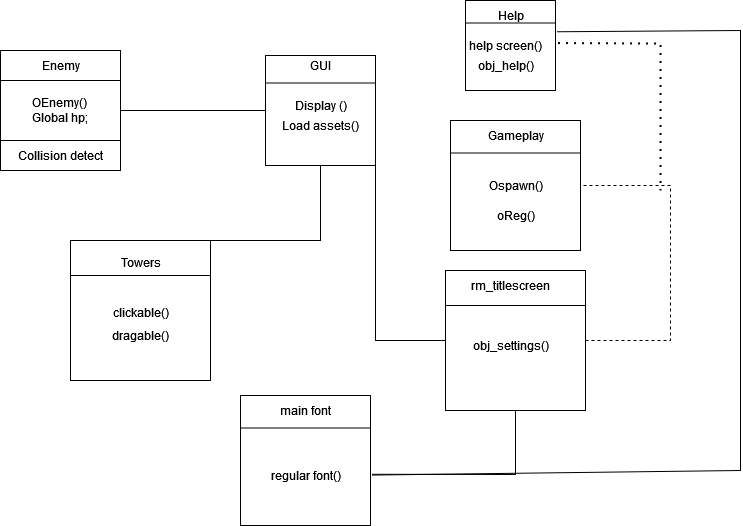 Help
help screen()
obj_help()
Enemy
OEnemy()
Global hp;
Collision detect
GUI
Display ()
Load assets()
Gameplay
Ospawn()
oReg()
Towers
clickable()
dragable()
rm_titlescreen
obj_settings()
main font
regular font()